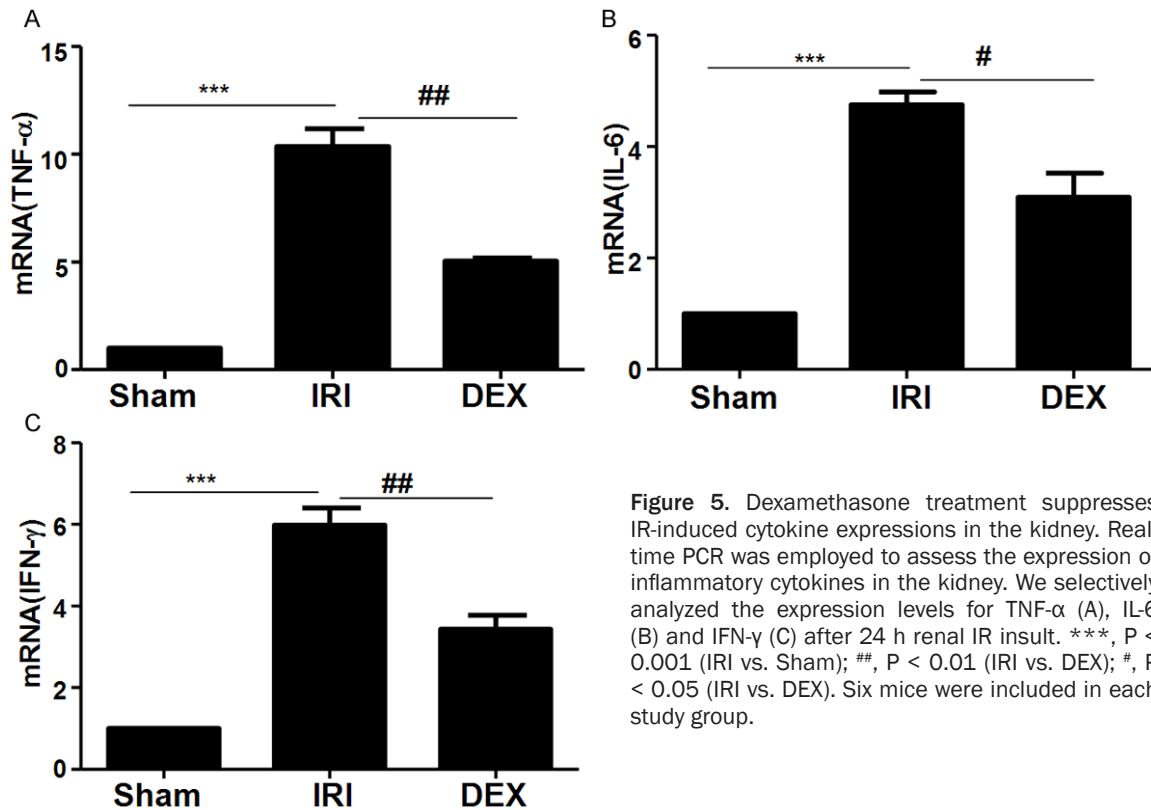 A
15
10
5
0
mRNA(TNF-α)
***
##
Sham IRI DEX
B
6
4
2
0
mRNA(IL-6)
***
#
Sham IRI DEX
C
8
6
4
2
0
mRNA(IFN-γ)
***
##
Sham IRI DEX
Figure 5. Dexamethasone treatment suppresses
IR-induced cytokine expressions in the kidney. Real-
time PCR was employed to assess the expression o
inflammatory cytokines in the kidney. We selectively
analyzed the expression levels for TNF-α (A), IL-6
(B) and IFN-γ (C) after 24 h renal IR insult. ***, P <
0.001 (IRI vs. Sham); ##, P < 0.01 (IRI vs. DEX); #, P
< 0.05 (IRI vs. DEX). Six mice were included in each
study group.